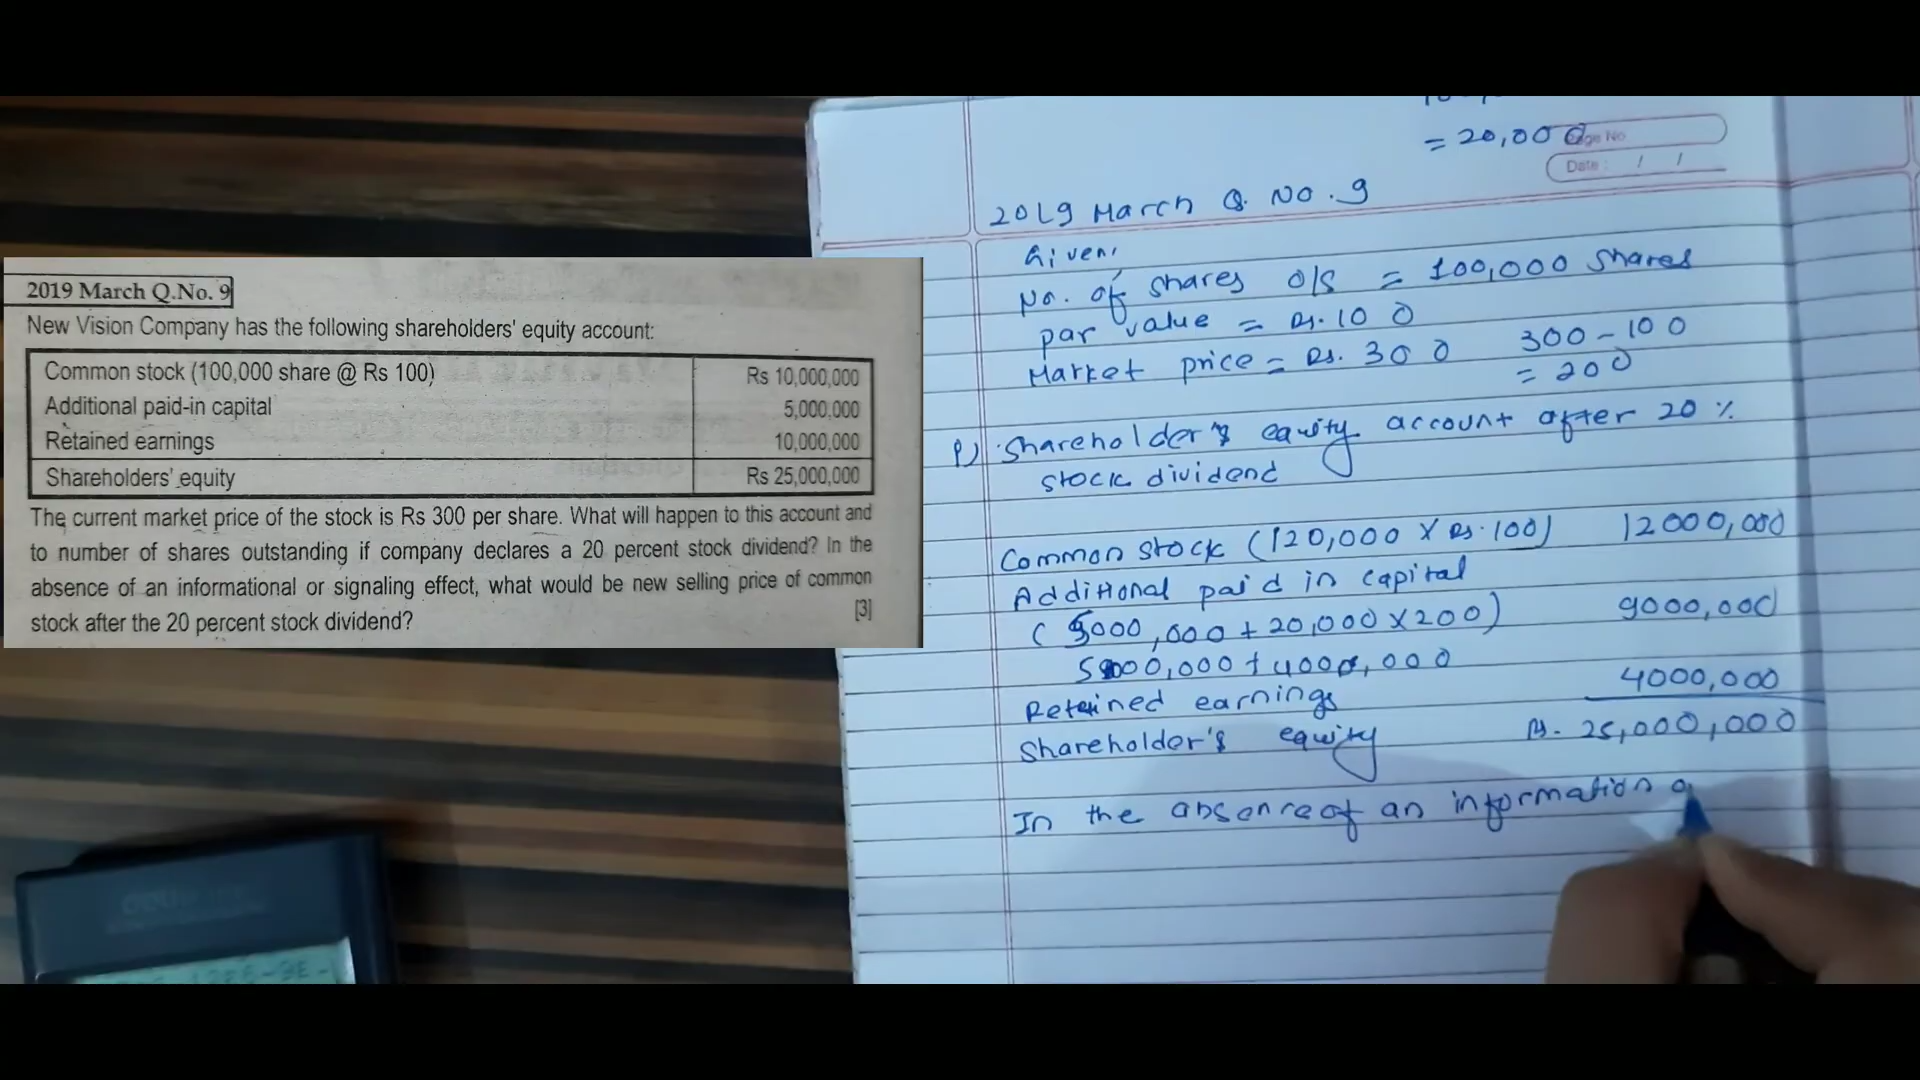 2019 March Q.No. 9
New Vision Company has the following shareholders' equity account:
Common stock (100,000 share @ Rs 100) Rs 10,000,000
Additional paid-in capital 5,000,000
Retained earnings 10,000,000
Shareholders' equity Rs 25,000,000
The current market price of the stock is Rs 300 per share. What will happen to this account and
to number of shares outstanding if company declares a 20 percent stock dividend? In the
absence of an informational or signaling effect, what would be new selling price of common
stock after the 20 percent stock dividend? [3]
= 20,000
Page No
Date: / /
2019 March Q. No. 9
Given,
No. of shares o/s = 100,000 shares
par value = Rs. 100
Market price = Rs. 300 300-100
= 200
Shareholder's equity account after 20%
stock dividend
Common stock (120,000 X Rs. 100) 12000,000
Additional paid in capital
(5000,000 + 20,000 X 200) 9000,000
5000,000 + 4000,000
Retained earnings 4000,000
Shareholder's equity Rs. 25,000,000
In the absence of an information